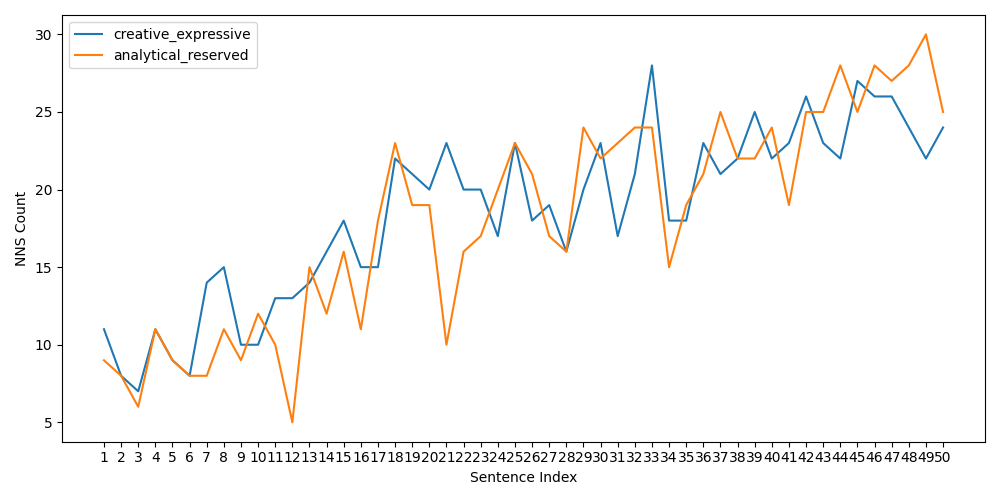 creative_expressive
analytical_reserved
30
25
20
15
10
5
NNS Count
1 2 3 4 5 6 7 8 9 10 11 12 13 14 15 16 17 18 19 20 21 22 23 24 25 26 27 28 29 30 31 32 33 34 35 36 37 38 39 40 41 42 43 44 45 46 47 48 49 50
Sentence Index